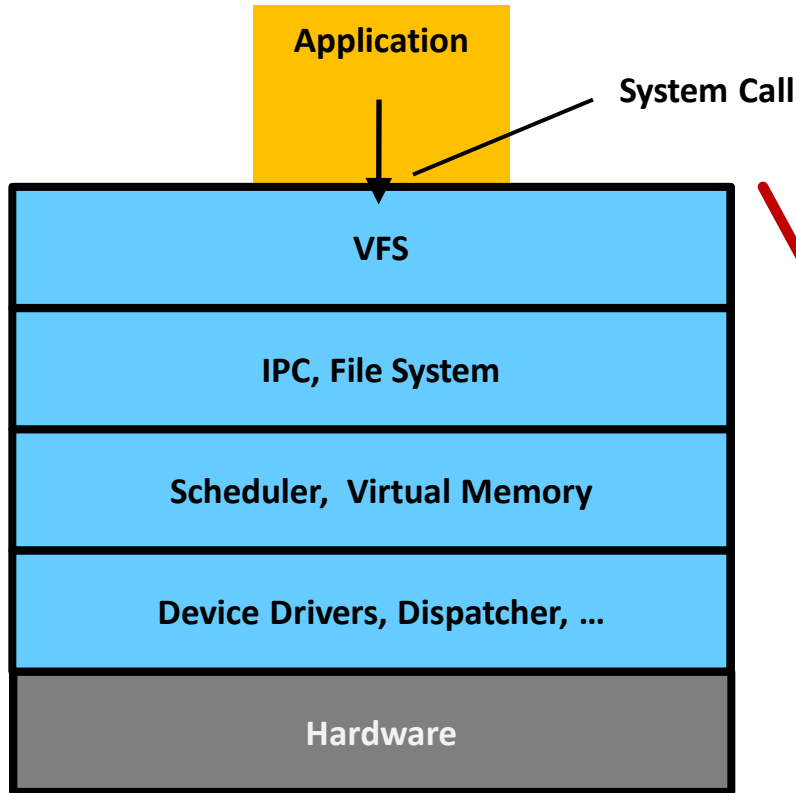 Application
System Call
VFS
IPC, File System
Scheduler, Virtual Memory
Device Drivers, Dispatcher, …
Hardware